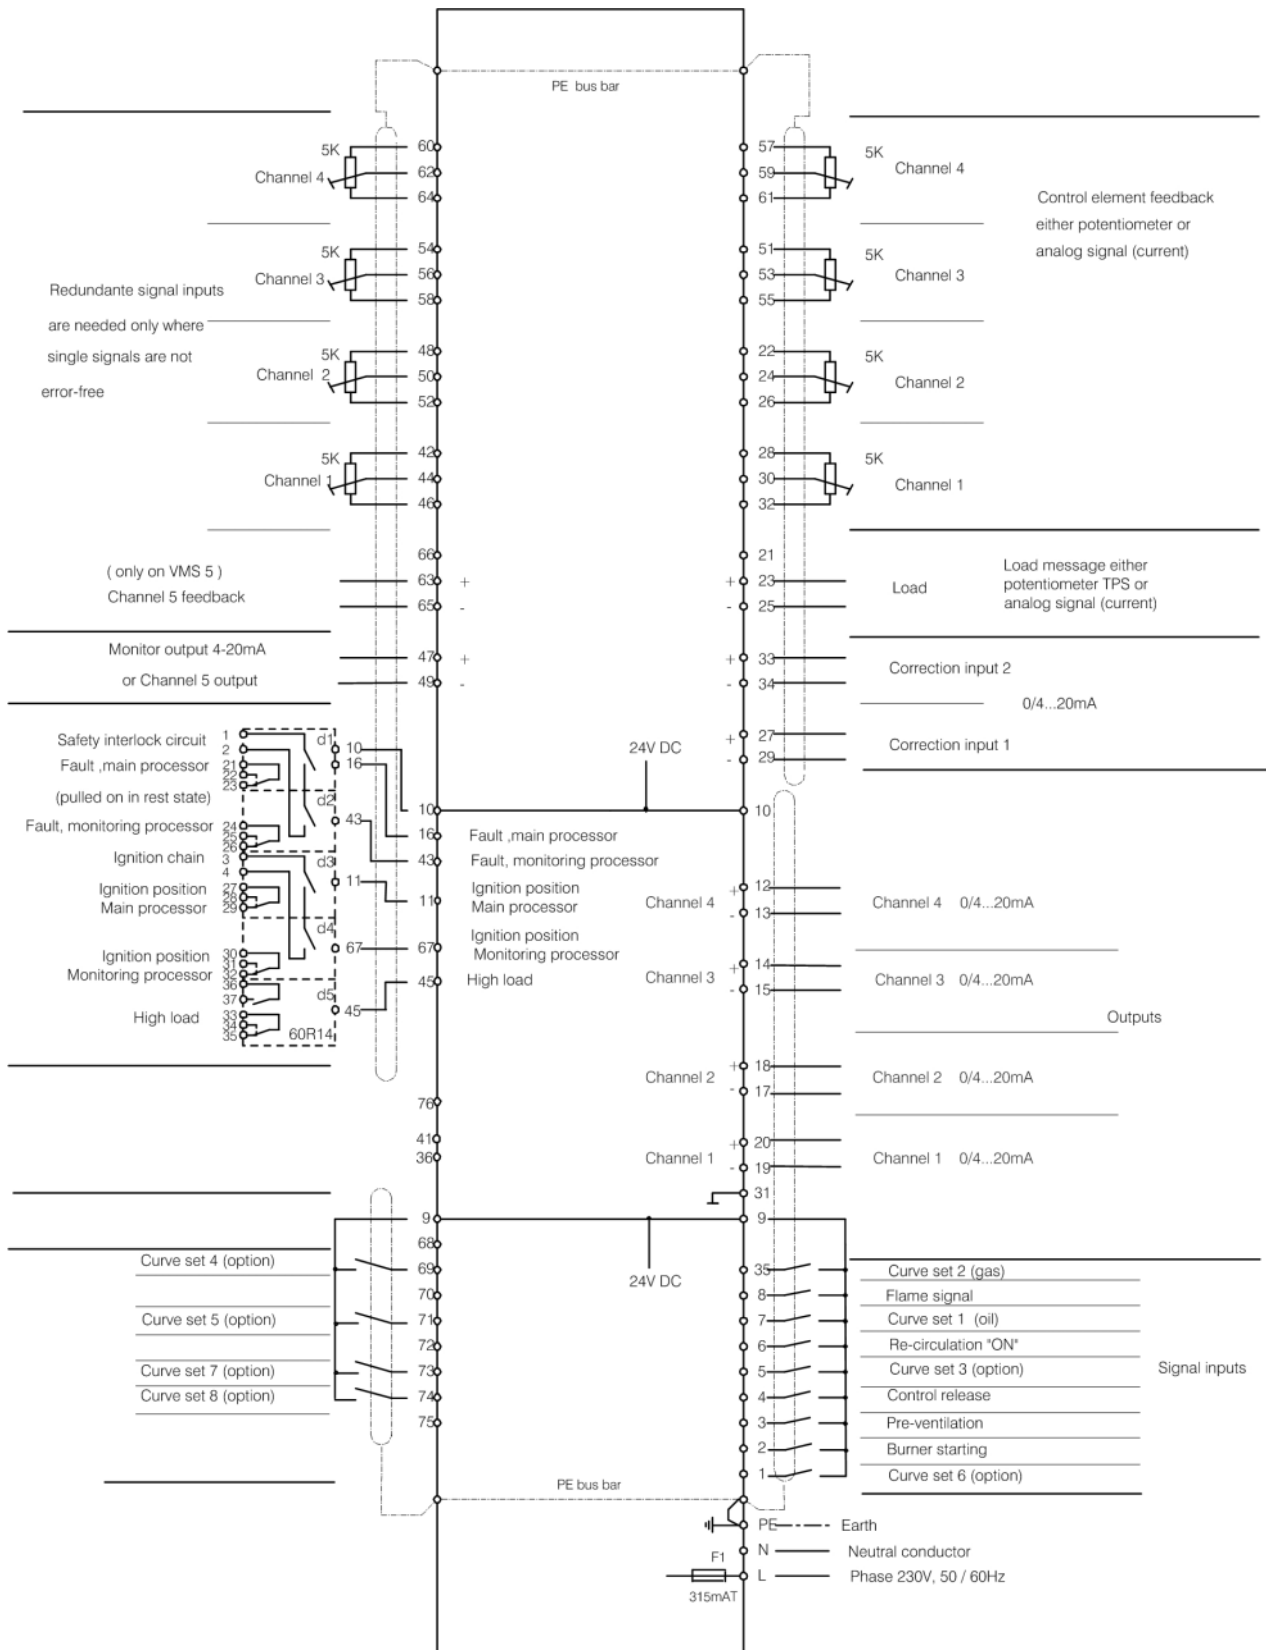 PE bus bar
60
5K
Channel 4
62
64
54
5K
Channel 3
56
58
Redundante signal inputs
are needed only where
single signals are not
error-free
48
5K
Channel 2
50
52
42
5K
Channel 1
44
46
66
( only on VMS 5 )
63 +
Channel 5 feedback
65 -
Monitor output 4-20mA
47 +
or Channel 5 output
49 -
57
5K
59
Channel 4
61
Control element feedback
either potentiometer or
analog signal (current)
51
5K
53
Channel 3
55
22
5K
24
Channel 2
26
28
5K
30
Channel 1
32
21
+ 23
- 25
Load
Load message either
potentiometer TPS or
analog signal (current)
+ 33
- 34
Correction input 2
0/4...20mA
+ 27
- 29
Correction input 1
24V DC
Safety interlock circuit
1
2
d1
10
16
Fault ,main processor
21
22
23
(pulled on in rest state)
d2
43
Fault, monitoring processor
24
25
26
Ignition chain
3
4
d3
11
Ignition position
Main processor
27
28
29
d4
67
Ignition position
Monitoring processor
30
31
32
36
37
d5
45
High load
33
34
35
60R14
10
16 Fault ,main processor
43 Fault, monitoring processor
11 Ignition position
Main processor
67 Ignition position
Monitoring processor
45 High load
76
41
36
10
Channel 4
+ 12
- 13
Channel 4 0/4...20mA
Channel 3
+ 14
- 15
Channel 3 0/4...20mA
Outputs
Channel 2
+ 18
- 17
Channel 2 0/4...20mA
Channel 1
+ 20
- 19
Channel 1 0/4...20mA
31
9
9
24V DC
68
Curve set 4 (option)
69
70
Curve set 5 (option)
71
72
Curve set 7 (option)
73
Curve set 8 (option)
74
75
35 Curve set 2 (gas)
8 Flame signal
7 Curve set 1 (oil)
6 Re-circulation "ON"
5 Curve set 3 (option)
Signal inputs
4 Control release
3 Pre-ventilation
2 Burner starting
1 Curve set 6 (option)
PE bus bar
PE Earth
N Neutral conductor
F1
L Phase 230V, 50 / 60Hz
315mAT